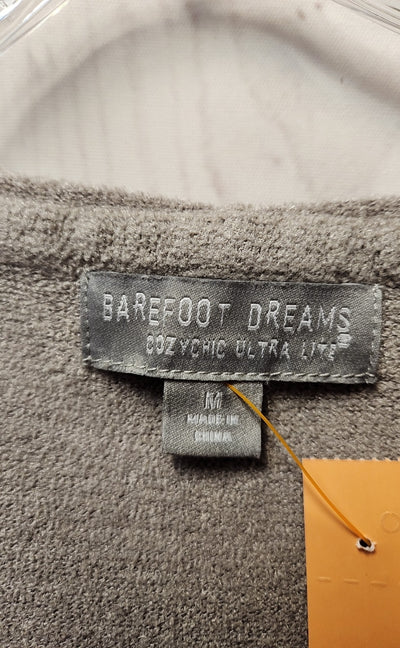 BAREFOOT DREAMS®
COZYCHIC ULTRA LITE®
M
MADE IN
CHINA